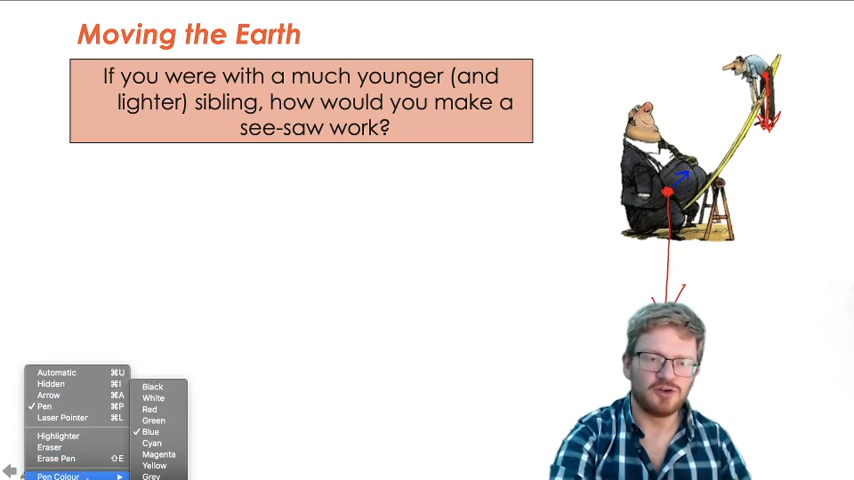 Moving the Earth
If you were with a much younger (and
lighter) sibling, how would you make a
see-saw work?
Automatic ⌘U
Hidden ⌘I
Arrow ⌘A
✓ Pen ⌘P
Laser Pointer ⌘L
Highlighter
Eraser
Erase Pen ⇧E
Pen Colour
Black
White
Red
Green
✓ Blue
Cyan
Magenta
Yellow
Grey